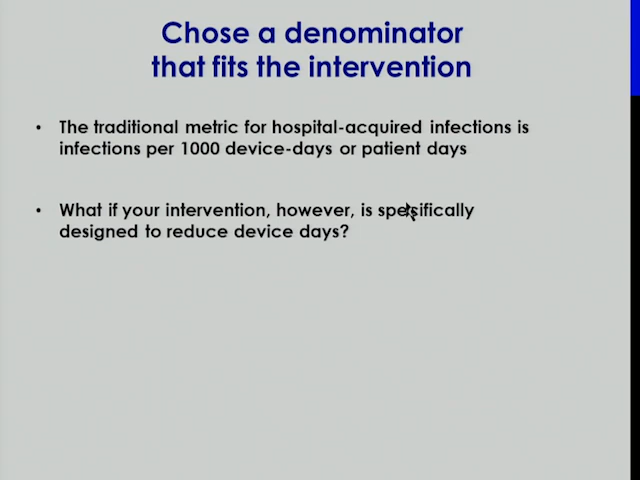 Chose a denominator
that fits the intervention
• The traditional metric for hospital-acquired infections is
infections per 1000 device-days or patient days
• What if your intervention, however, is specifically
designed to reduce device days?